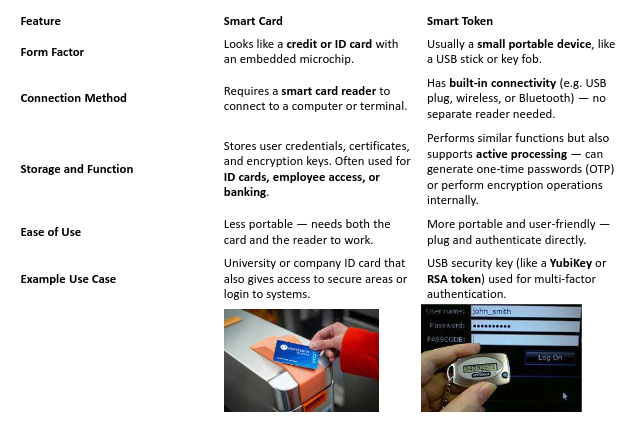 Feature Smart Card Smart Token
Form Factor
Looks like a credit or ID card with
an embedded microchip.
Usually a small portable device, like
a USB stick or key fob.
Connection Method
Requires a smart card reader to
connect to a computer or terminal.
Has built-in connectivity (e.g. USB
plug, wireless, or Bluetooth) — no
separate reader needed.
Storage and Function
Stores user credentials, certificates,
and encryption keys. Often used for
ID cards, employee access, or
banking.
Performs similar functions but also
supports active processing — can
generate one-time passwords (OTP)
or perform encryption operations
internally.
Ease of Use
Less portable — needs both the
card and the reader to work.
More portable and user-friendly —
plug and authenticate directly.
Example Use Case
University or company ID card that
also gives access to secure areas or
login to systems.
USB security key (like a YubiKey or
RSA token) used for multi-factor
authentication.
User name: john_smith
Password: ••••••••••
PASSCODE:
Log On